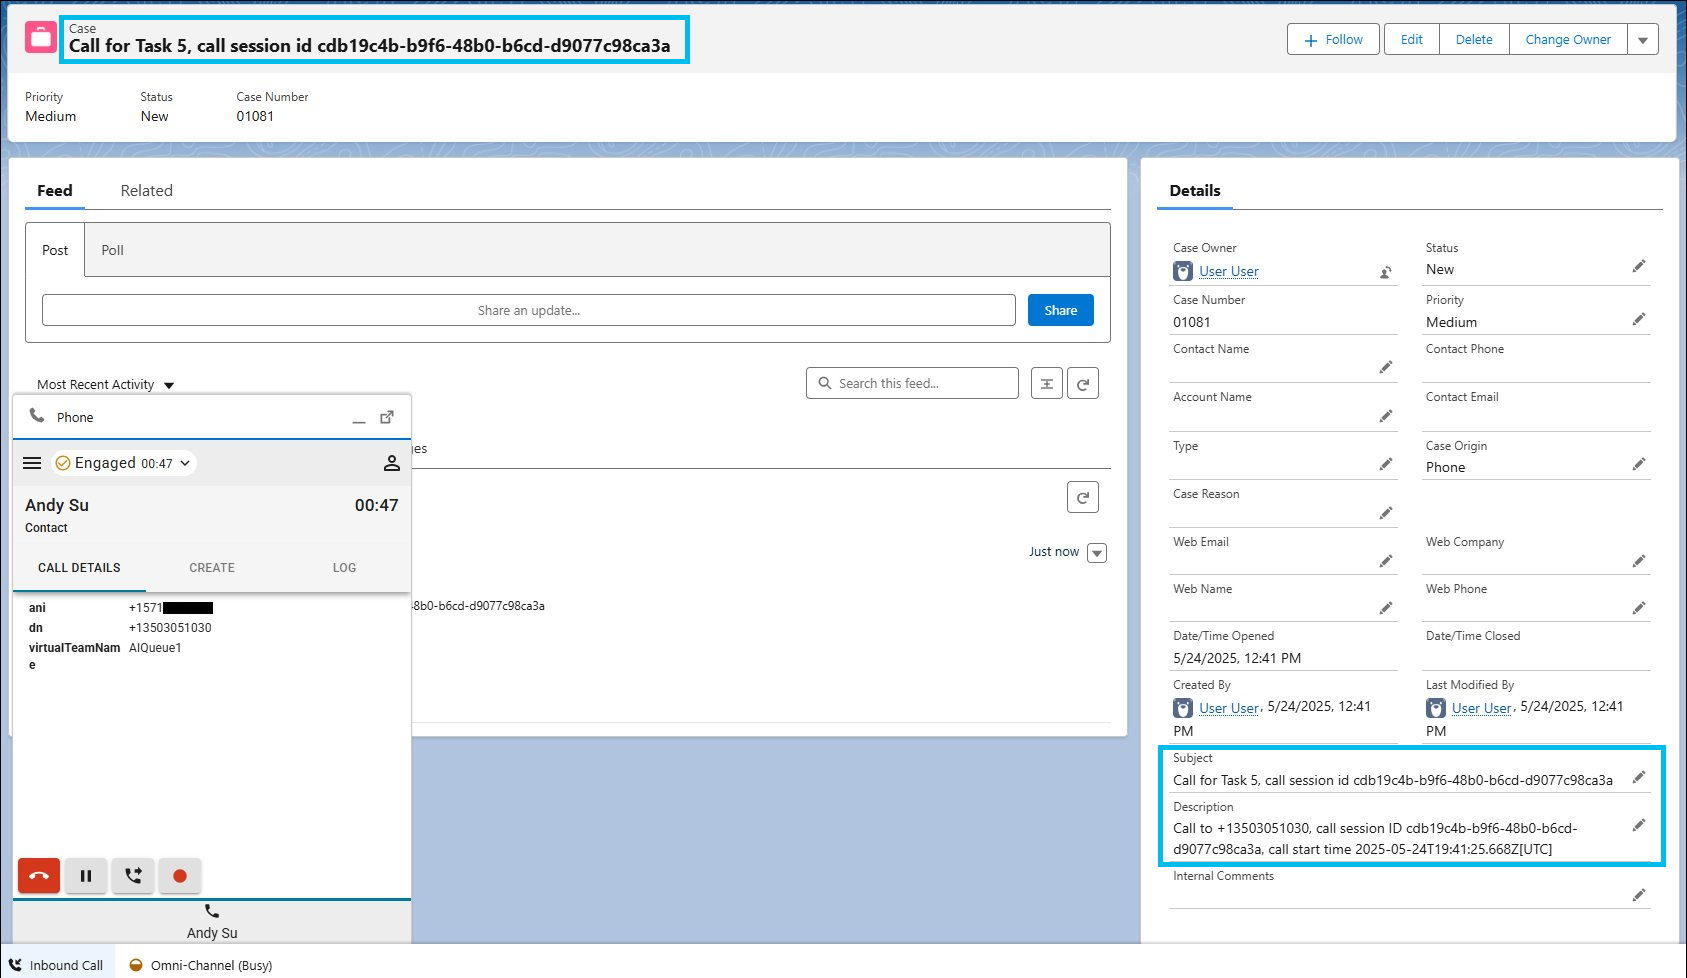 Case
Call for Task 5, call session id cdb19c4b-b9f6-48b0-b6cd-d9077c98ca3a
Follow
Edit
Delete
Change Owner
Priority
Medium
Status
New
Case Number
01081
Feed
Related
Post
Poll
Share an update...
Share
Most Recent Activity
Search this feed...
ges
Just now
48b0-b6cd-d9077c98ca3a
Phone
Engaged 00:47
Andy Su
00:47
Contact
CALL DETAILS
CREATE
LOG
ani
+1571
dn
+13503051030
virtualTeamNam
e
AIQueue1
Andy Su
Inbound Call
Omni-Channel (Busy)
Details
Case Owner
User User
Status
New
Case Number
01081
Priority
Medium
Contact Name
Contact Phone
Account Name
Contact Email
Type
Case Origin
Phone
Case Reason
Web Email
Web Company
Web Name
Web Phone
Date/Time Opened
5/24/2025, 12:41 PM
Date/Time Closed
Created By
User User, 5/24/2025, 12:41
PM
Last Modified By
User User, 5/24/2025, 12:41
PM
Subject
Call for Task 5, call session id cdb19c4b-b9f6-48b0-b6cd-d9077c98ca3a
Description
Call to +13503051030, call session ID cdb19c4b-b9f6-48b0-b6cd-
d9077c98ca3a, call start time 2025-05-24T19:41:25.668Z[UTC]
Internal Comments